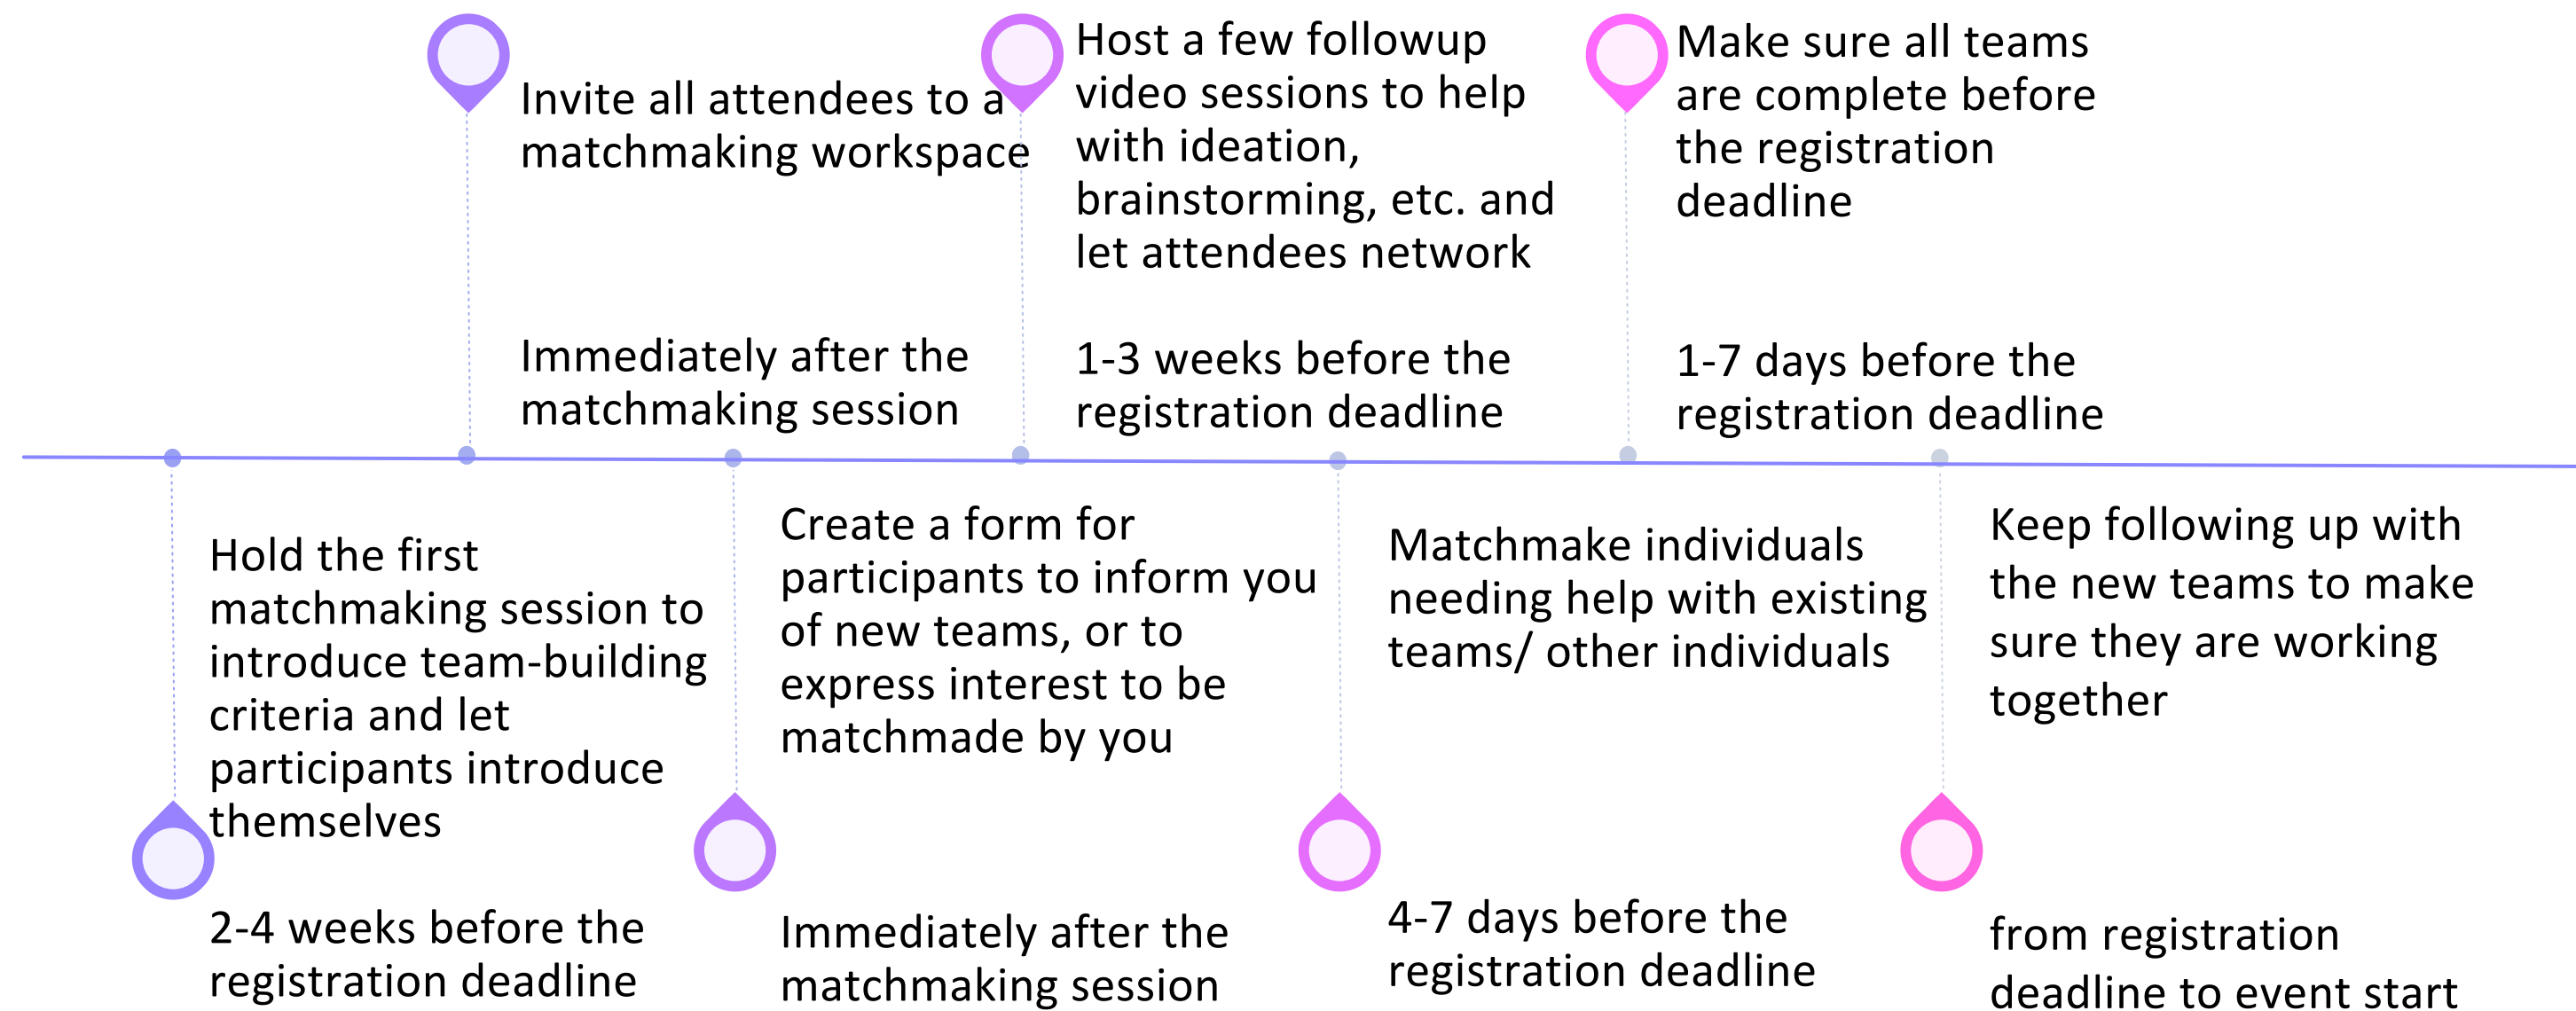 Hold the first
matchmaking session to
introduce team-building
criteria and let
participants introduce
themselves
2-4 weeks before the
registration deadline
Invite all attendees to a
matchmaking workspace
Immediately after the
matchmaking session
Create a form for
participants to inform you
of new teams, or to
express interest to be
matchmade by you
Immediately after the
matchmaking session
Host a few followup
video sessions to help
with ideation,
brainstorming, etc. and
let attendees network
1-3 weeks before the
registration deadline
Matchmake individuals
needing help with existing
teams/ other individuals
4-7 days before the
registration deadline
Make sure all teams
are complete before
the registration
deadline
1-7 days before the
registration deadline
Keep following up with
the new teams to make
sure they are working
together
from registration
deadline to event start